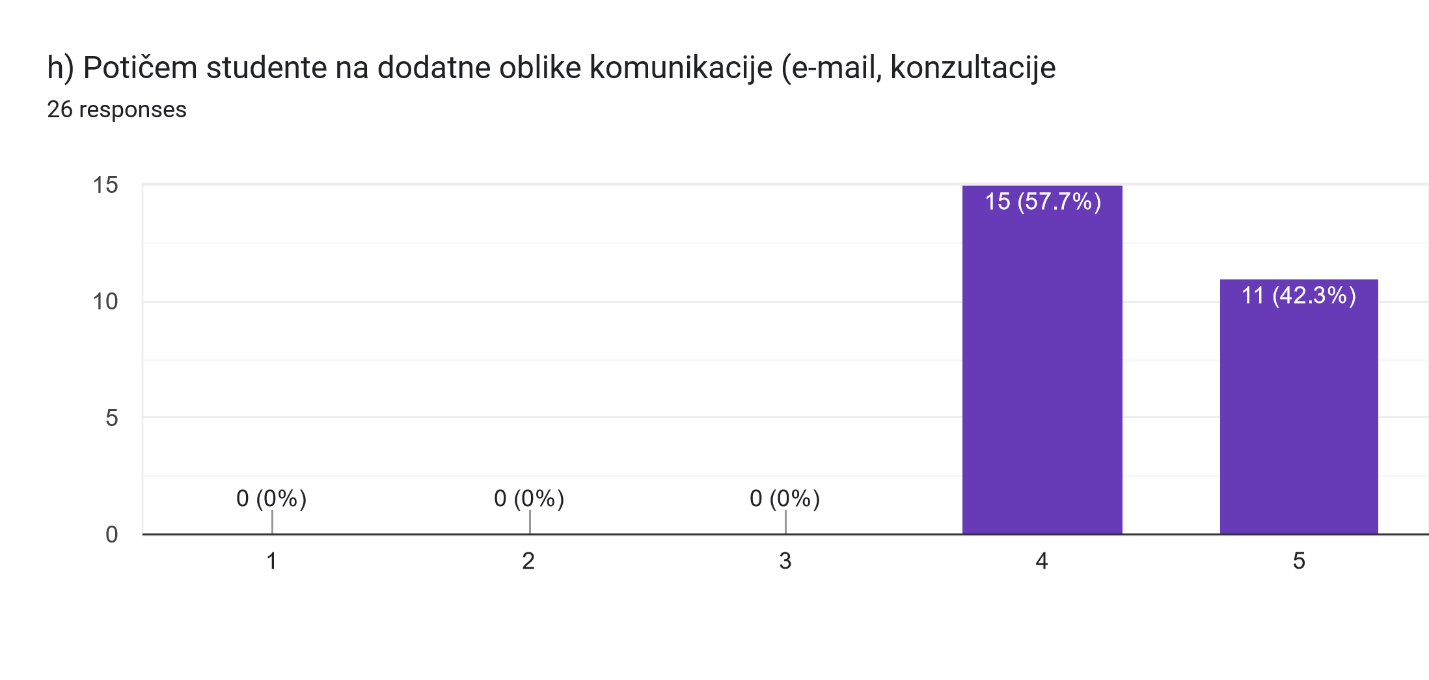 h) Potičem studente na dodatne oblike komunikacije (e-mail, konzultacije
26 responses
15
15 (57.7%)
11 (42.3%)
10
5
0 (0%) 0 (0%) 0 (0%)
0
1 2 3 4 5